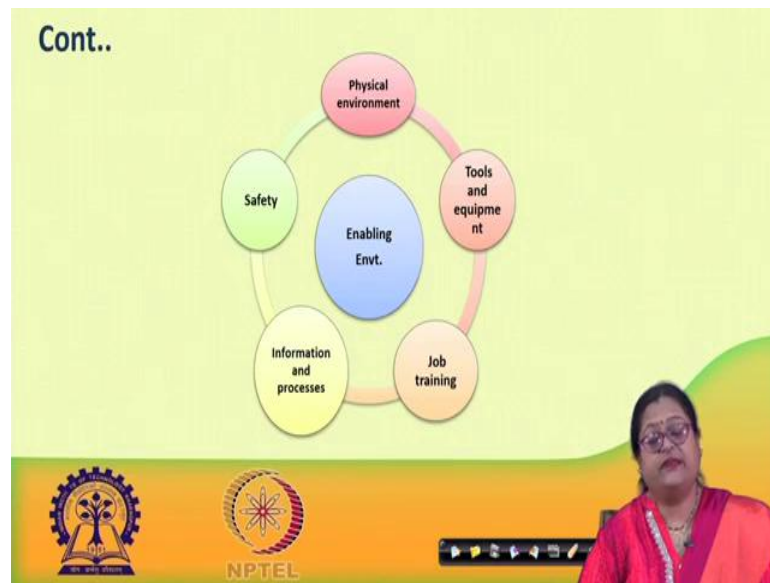 Cont..
Physical
environment
Tools
and
equipme
nt
Job
training
Information
and
processes
Safety
Enabling
Envt.
NPTEL